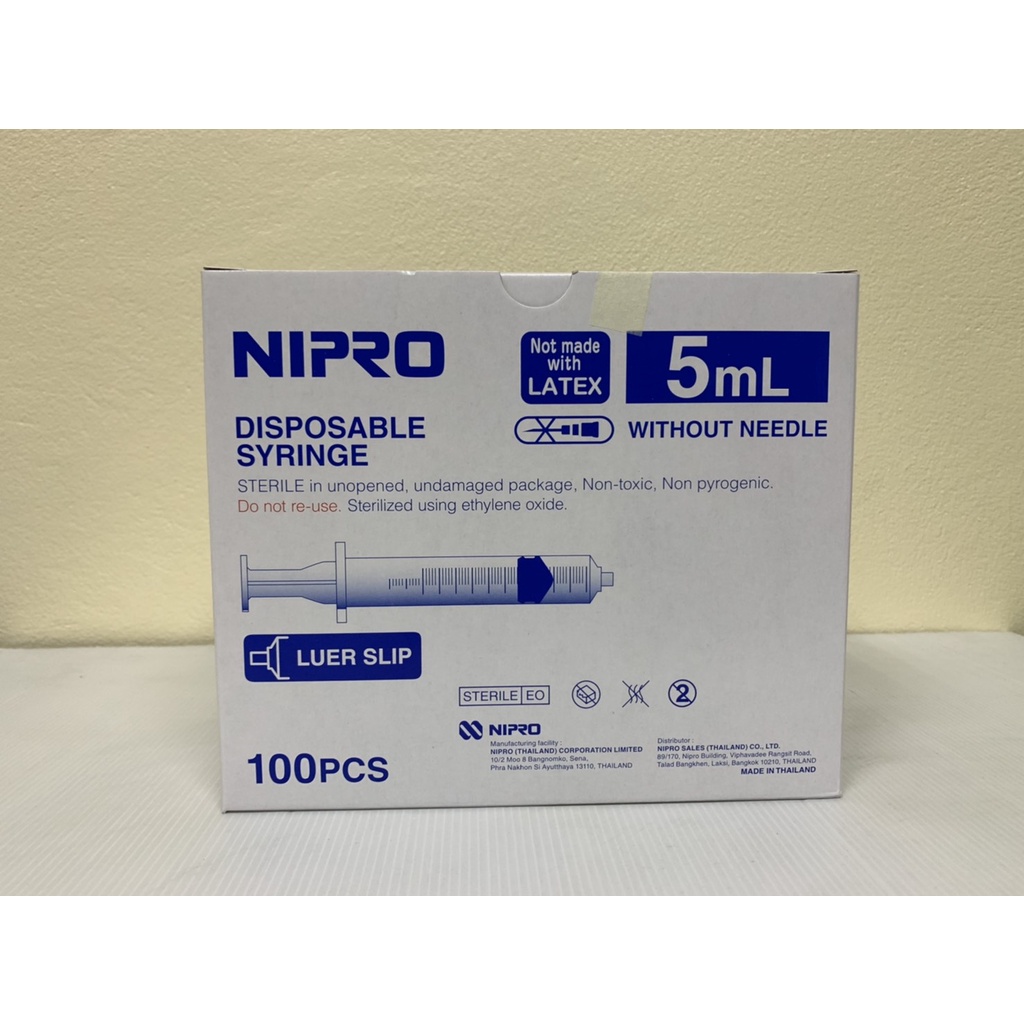 NIPRO
Not made
with
LATEX
5mL
DISPOSABLE
SYRINGE
WITHOUT NEEDLE
STERILE in unopened, undamaged package, Non-toxic, Non pyrogenic.
Do not re-use. Sterilized using ethylene oxide.
LUER SLIP
STERILE EO
2
NIPRO
Manufacturing facility :
NIPRO (THAILAND) CORPORATION LIMITED
10/2 Moo 8 Bangnomko, Sena,
Phra Nakhon Si Ayutthaya 13110, THAILAND
Distributor :
NIPRO SALES (THAILAND) CO., LTD.
89/170, Nipro Building, Viphavadee Rangsit Road,
Talad Bangkhen, Laksi, Bangkok 10210, THAILAND
MADE IN THAILAND
100PCS